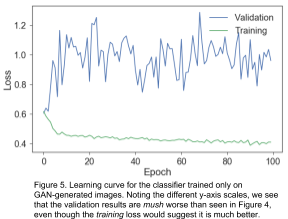 Validation
Training
1.2
1.0
0.8
0.6
0.4
Loss
0
20
40
60
80
100
Epoch
Figure 5. Learning curve for the classifier trained only on
GAN-generated images. Noting the different y-axis scales, we see
that the validation results are mush worse than seen in Figure 4,
even though the training loss would suggest it is much better.